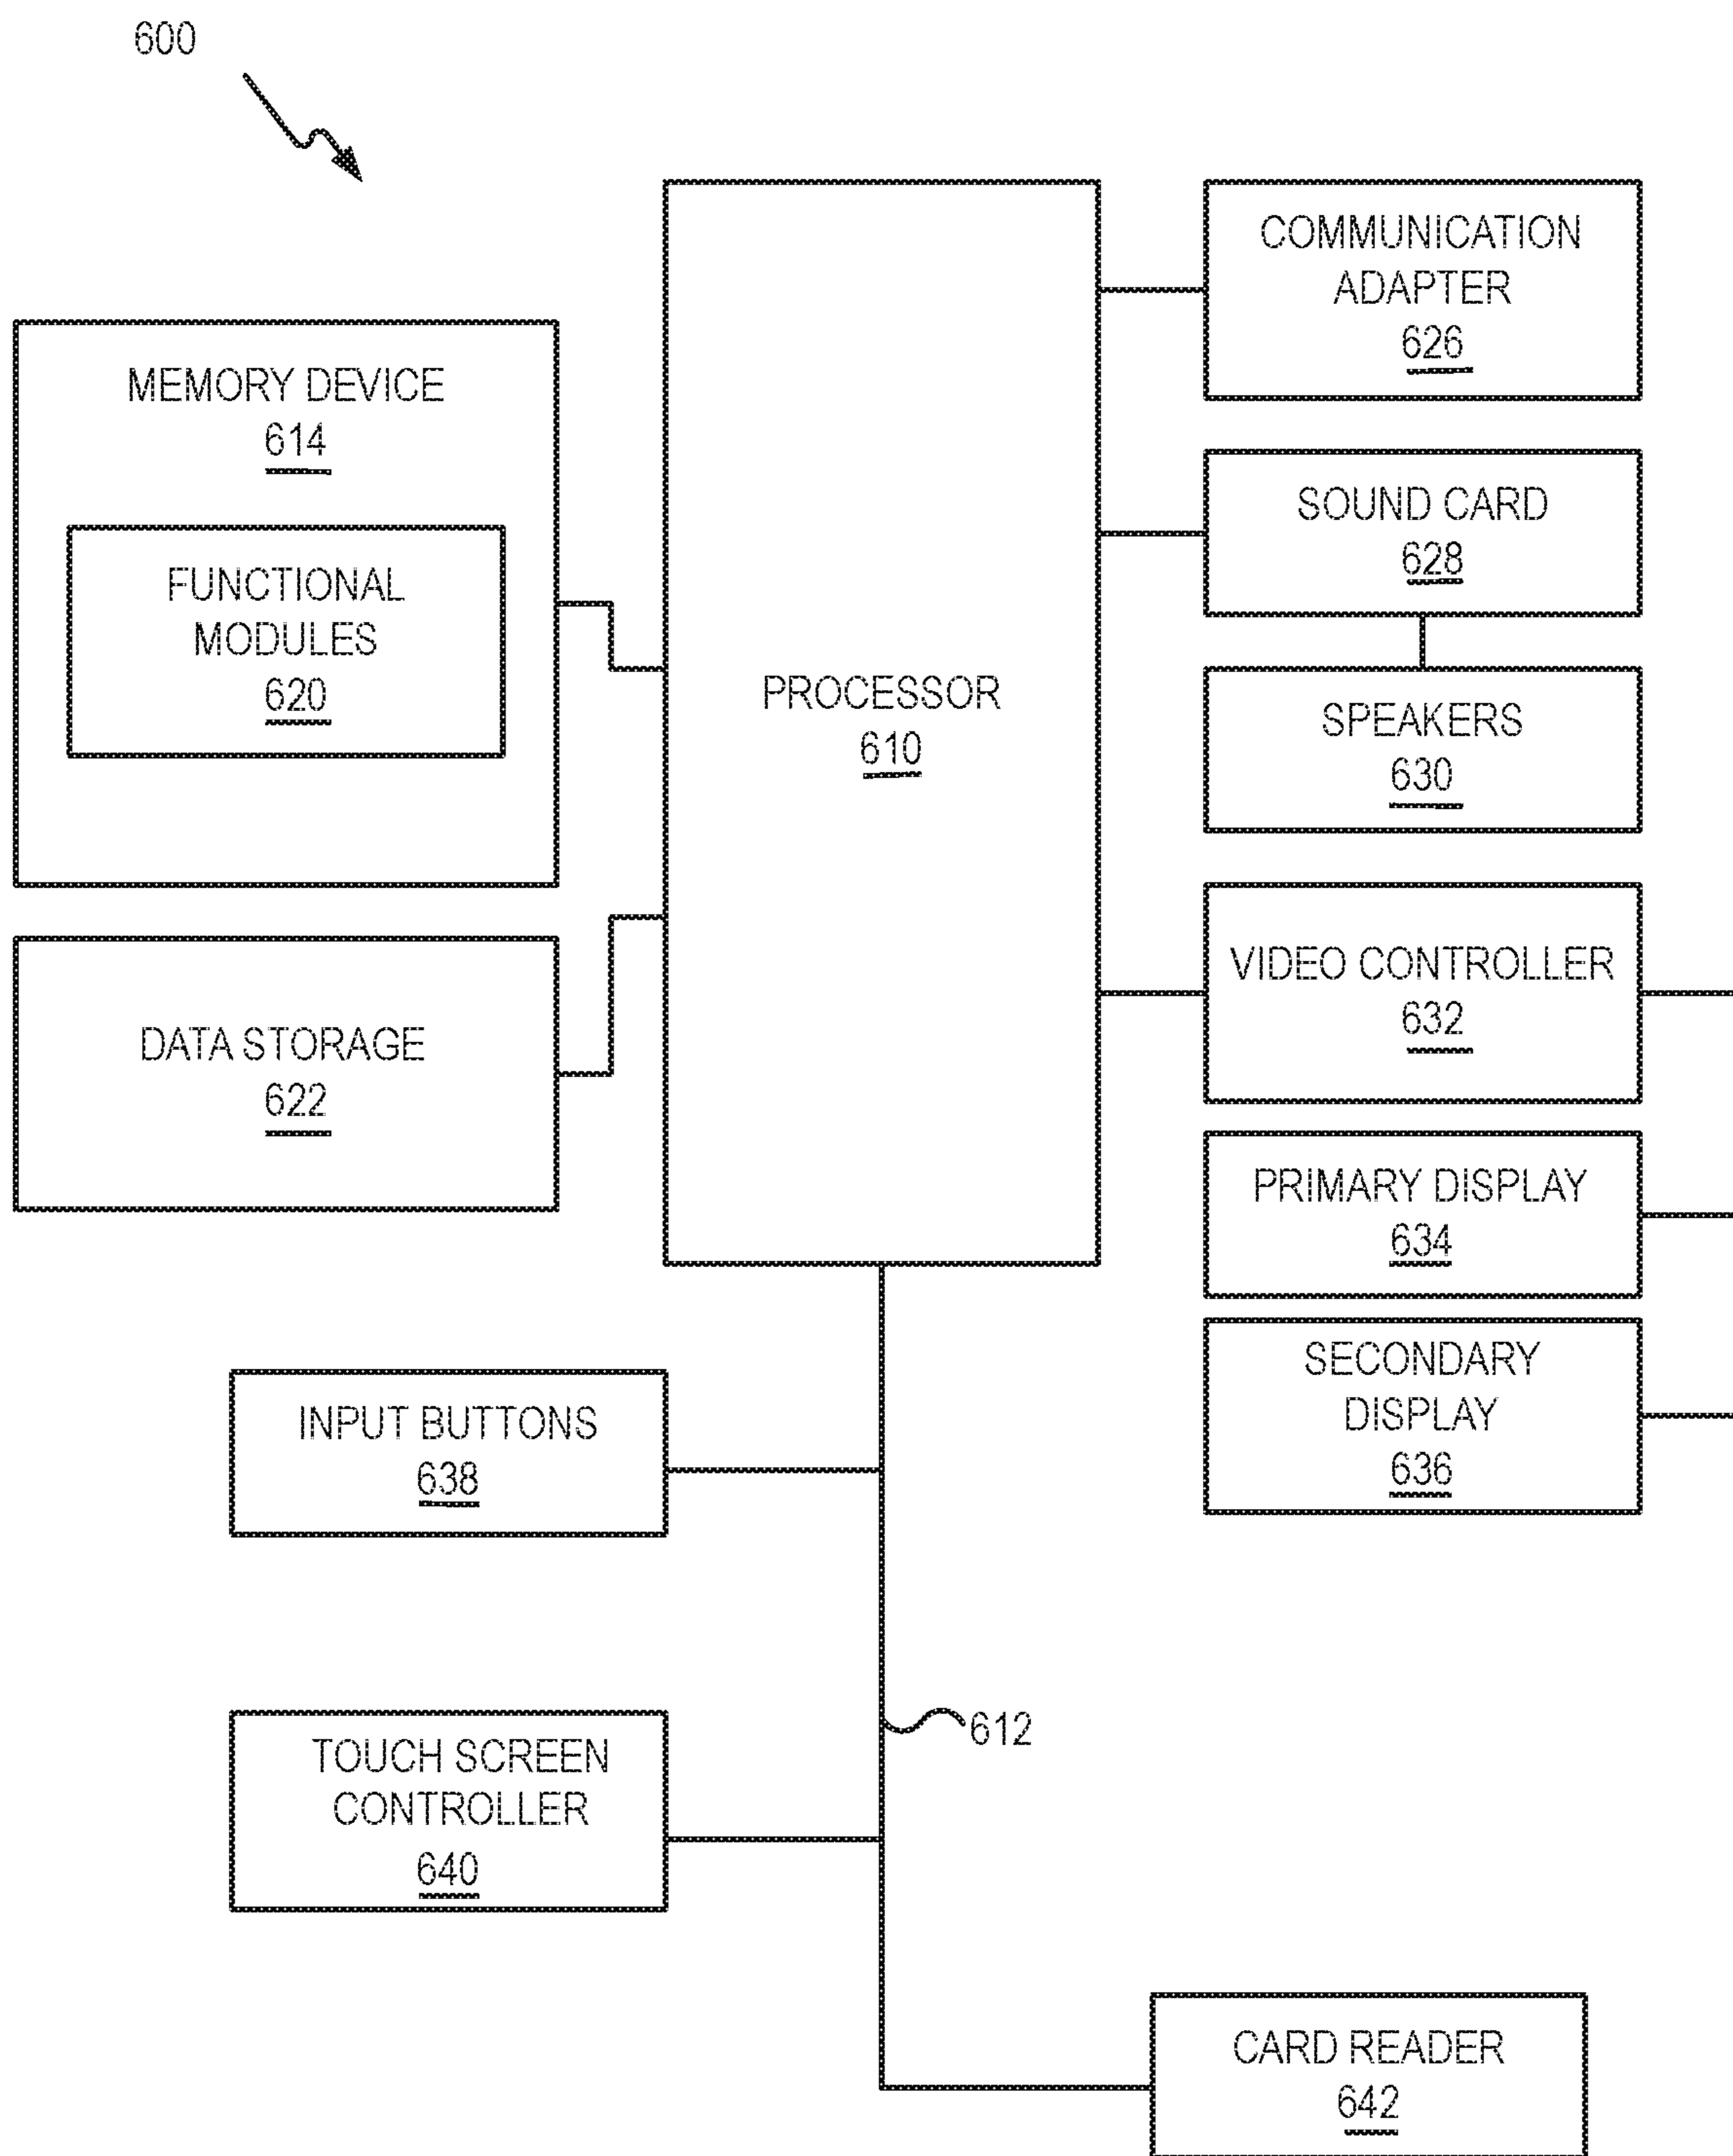 600
COMMUNICATION
ADAPTER
626
MEMORY DEVICE
614
FUNCTIONAL
MODULES
620
DATA STORAGE
622
PROCESSOR
610
SOUND CARD
628
SPEAKERS
630
VIDEO CONTROLLER
632
PRIMARY DISPLAY
634
SECONDARY
DISPLAY
636
INPUT BUTTONS
638
TOUCH SCREEN
CONTROLLER
640
612
CARD READER
642